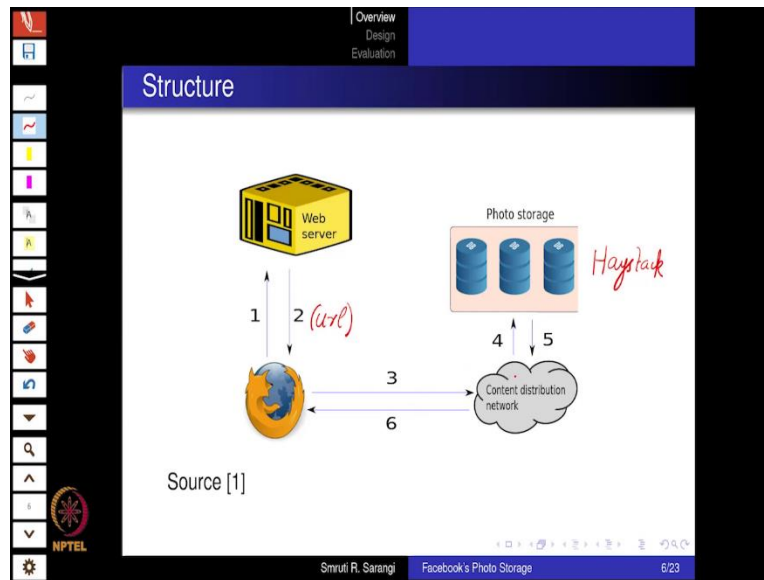 Overview
Design
Evaluation
Structure
Web
server
Photo storage
Haystack
1
2 (url)
4
5
3
Content distribution
network
6
Source [1]
6
NPTEL
Smruti R. Sarangi
Facebook's Photo Storage
6/23